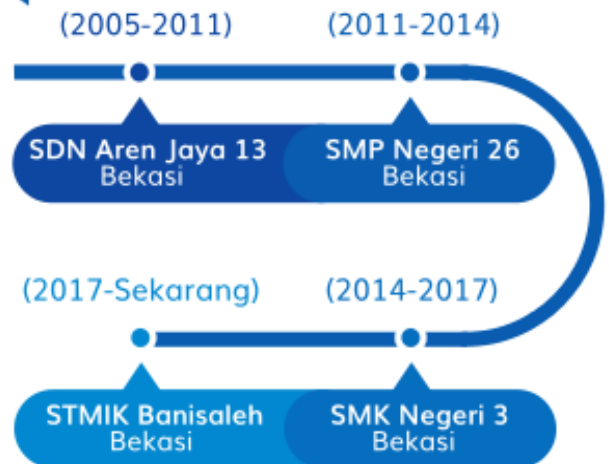 (2005-2011)
(2011-2014)
SDN Aren Jaya 13
Bekasi
SMP Negeri 26
Bekasi
(2017-Sekarang)
(2014-2017)
STMIK Banisaleh
Bekasi
SMK Negeri 3
Bekasi